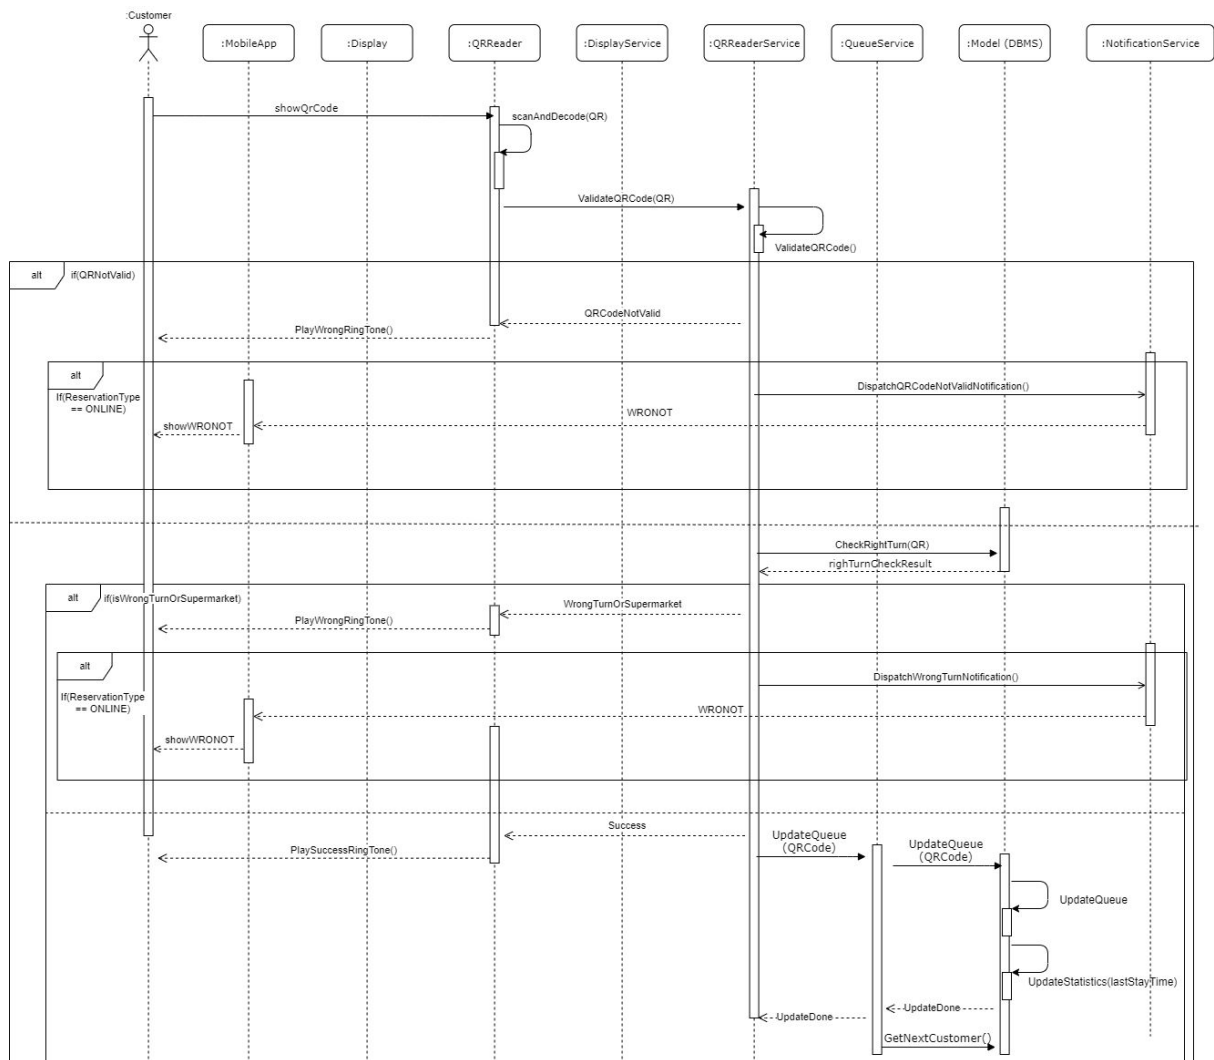 :Customer
:MobileApp
:Display
:QRReader
:DisplayService
:QRReaderService
:QueueService
:Model (DBMS)
:NotificationService
showQrCode
scanAndDecode(QR)
ValidateQRCode(QR)
ValidateQRCode()
alt
if(QRNotValid)
QRCodeNotValid
PlayWrongRingTone()
alt
If(ReservationType
== ONLINE)
DispatchQRCodeNotValidNotification()
WRONOT
showWRONOT
CheckRightTurn(QR)
righTurnCheckResult
alt
if(isWrongTurnOrSupermarket)
WrongTurnOrSupermarket
PlayWrongRingTone()
alt
If(ReservationType
== ONLINE)
DispatchWrongTurnNotification()
WRONOT
showWRONOT
Success
PlaySuccessRingTone()
UpdateQueue
(QRCode)
UpdateQueue
(QRCode)
UpdateQueue
UpdateStatistics(lastStayTime)
UpdateDone
UpdateDone
GetNextCustomer()